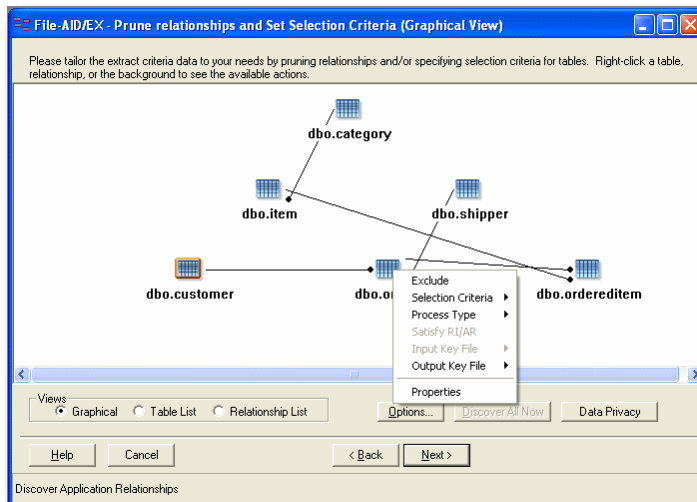 File-AID/EX - Prune relationships and Set Selection Criteria (Graphical View)
Please tailor the extract criteria data to your needs by pruning relationships and/or specifying selection criteria for tables. Right-click a table,
relationship, or the background to see the available actions.
dbo.category
dbo.item
dbo.shipper
dbo.customer
dbo.or
dbo.ordereditem
Exclude
Selection Criteria
Process Type
Satisfy RI/AR
Input Key File
Output Key File
Properties
Views
Graphical
Table List
Relationship List
Options...
Discover All Now
Data Privacy
Help
Cancel
< Back
Next >
Discover Application Relationships